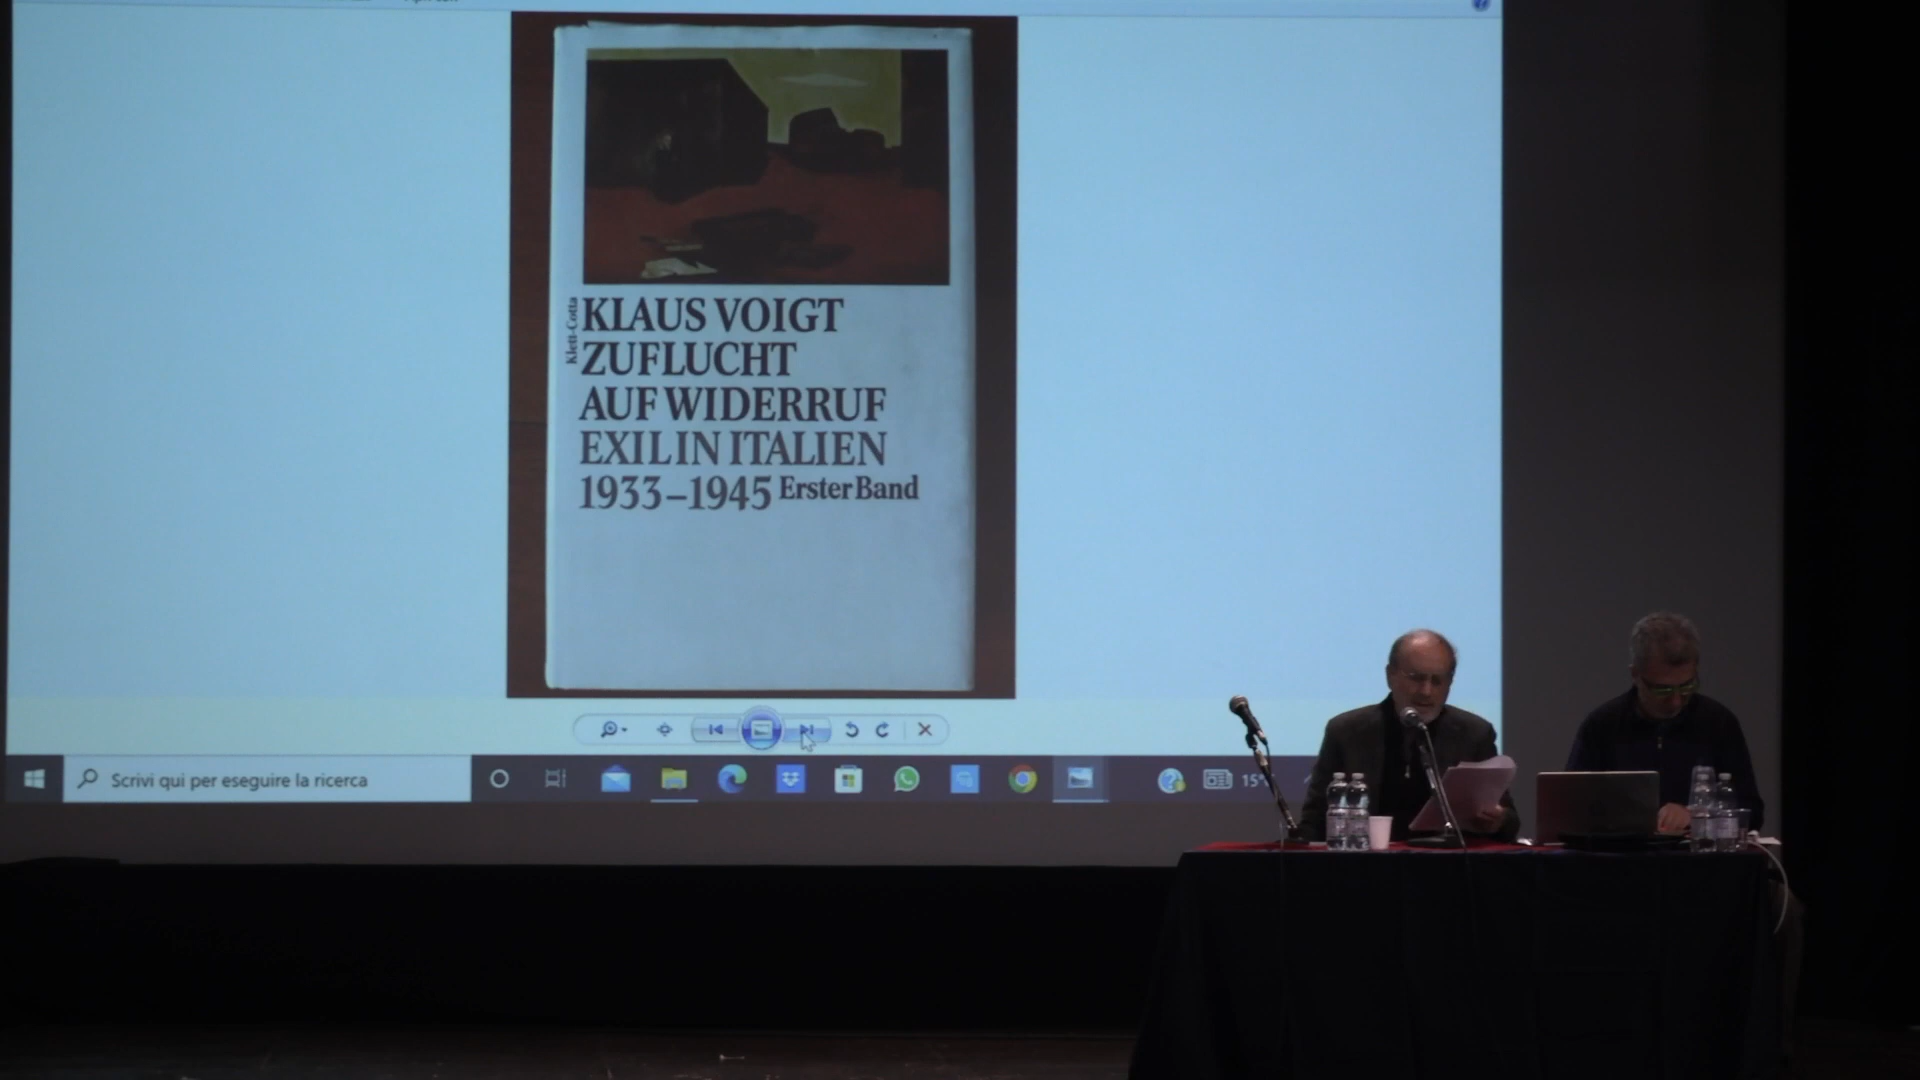 Klett-Cotta
KLAUS VOIGT
ZUFLUCHT
AUF WIDERRUF
EXIL IN ITALIEN
1933–1945 Erster Band
Scrivi qui per eseguire la ricerca
15°